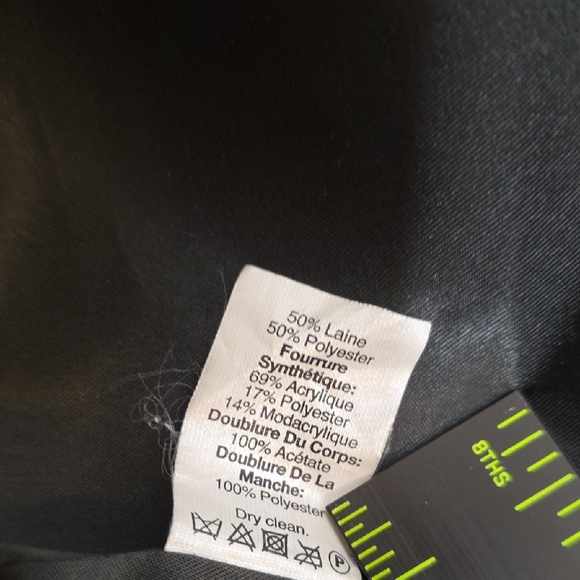 50% Laine
50% Polyester
Fourrure
Synthétique:
69% Acrylique
17% Polyester
14% Modacrylique
Doublure Du Corps:
100% Acétate
Doublure De La
Manche:
100% Polyester
Dry clean.
P
8THS